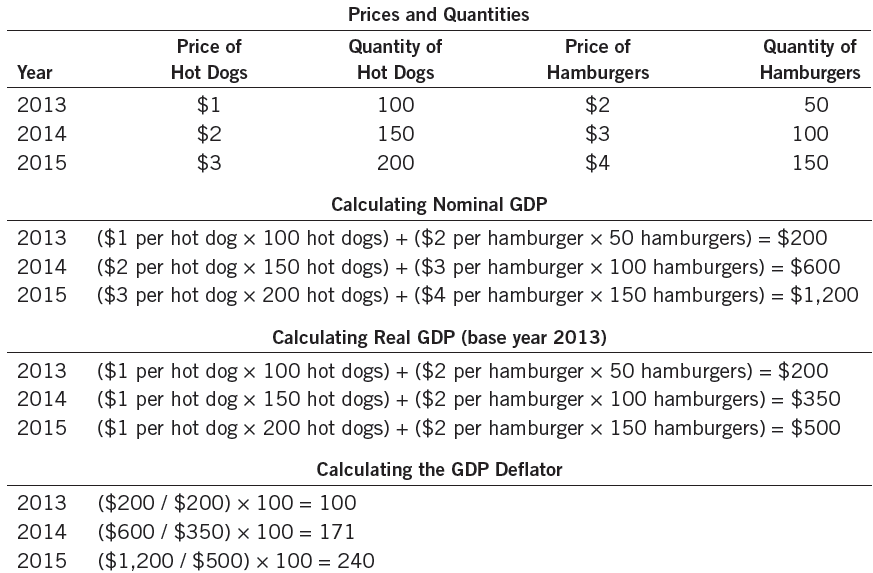 Prices and Quantities
Price of Quantity of Price of Quantity of
Year Hot Dogs Hot Dogs Hamburgers Hamburgers
2013 $1 100 $2 50
2014 $2 150 $3 100
2015 $3 200 $4 150
Calculating Nominal GDP
2013 ($1 per hot dog × 100 hot dogs) + ($2 per hamburger × 50 hamburgers) = $200
2014 ($2 per hot dog × 150 hot dogs) + ($3 per hamburger × 100 hamburgers) = $600
2015 ($3 per hot dog × 200 hot dogs) + ($4 per hamburger × 150 hamburgers) = $1,200
Calculating Real GDP (base year 2013)
2013 ($1 per hot dog × 100 hot dogs) + ($2 per hamburger × 50 hamburgers) = $200
2014 ($1 per hot dog × 150 hot dogs) + ($2 per hamburger × 100 hamburgers) = $350
2015 ($1 per hot dog × 200 hot dogs) + ($2 per hamburger × 150 hamburgers) = $500
Calculating the GDP Deflator
2013 ($200 / $200) × 100 = 100
2014 ($600 / $350) × 100 = 171
2015 ($1,200 / $500) × 100 = 240